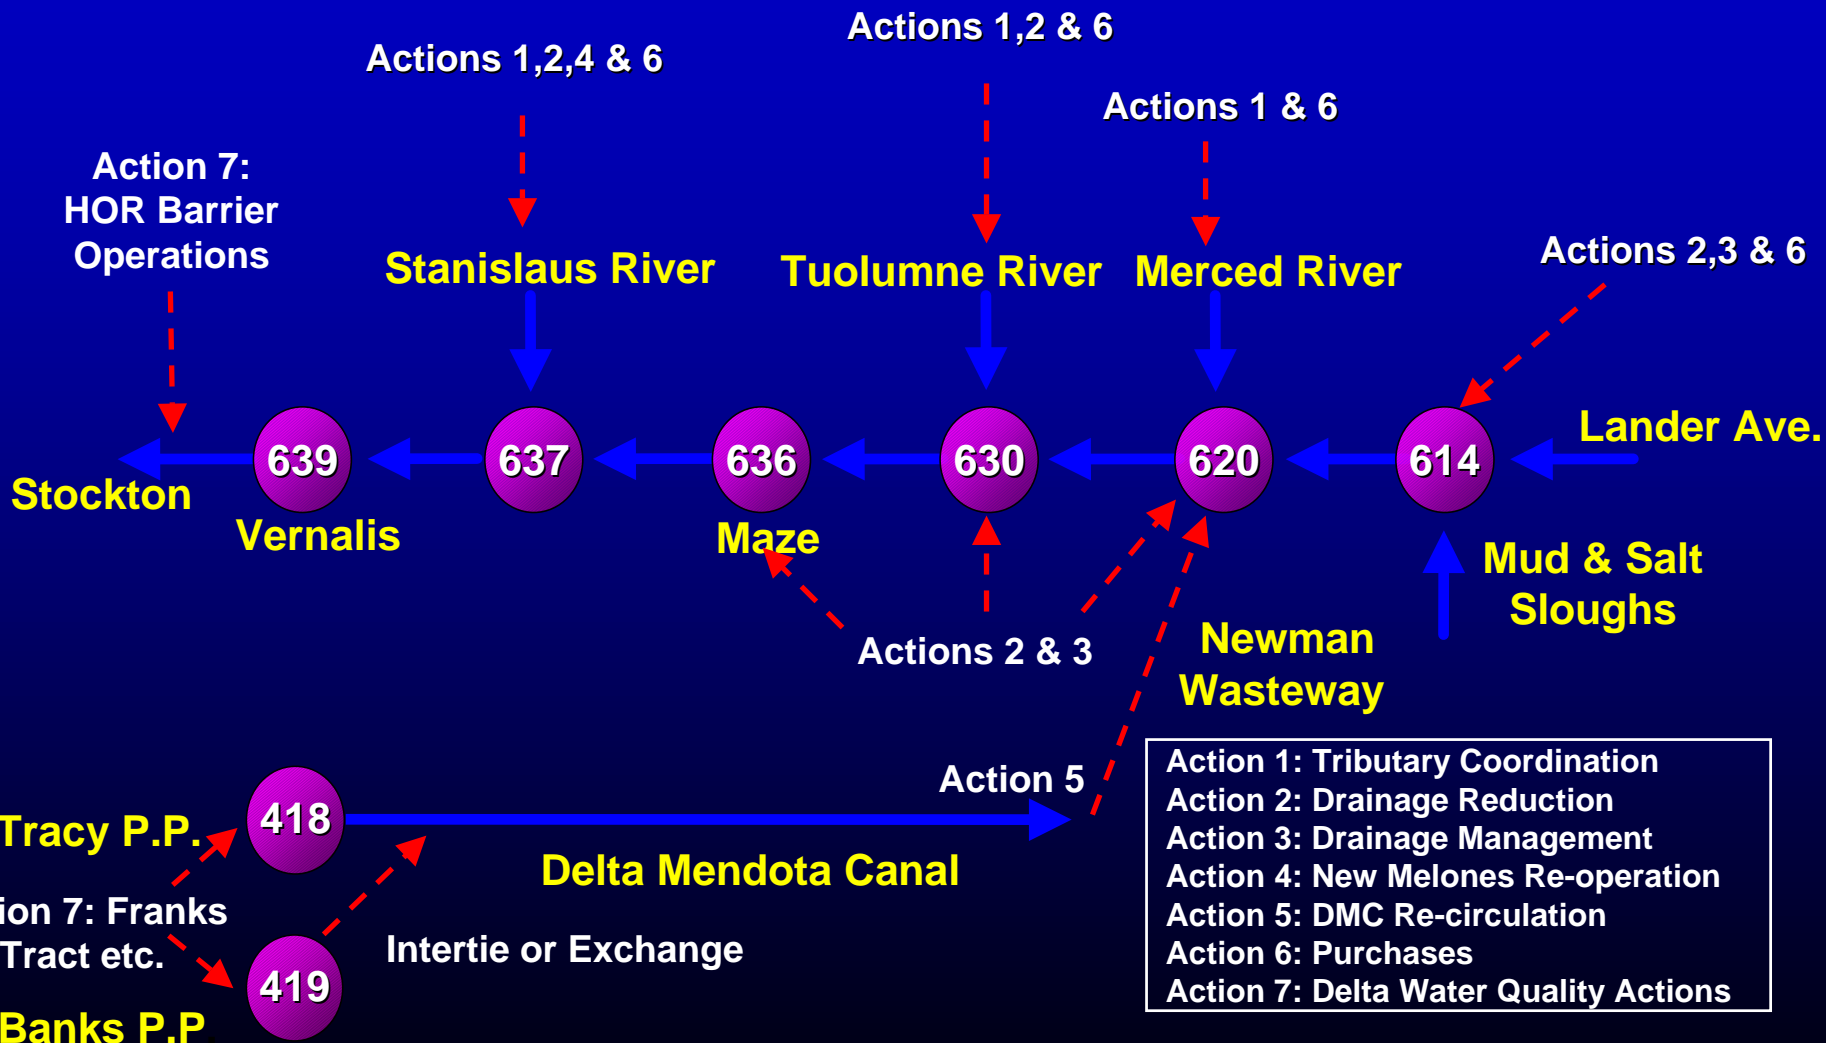 Actions 1,2 & 6
Actions 1,2,4 & 6
Actions 1 & 6
Action 7:
HOR Barrier
Operations
Actions 2,3 & 6
Stanislaus River
Tuolumne River
Merced River
Lander Ave.
639
637
636
630
620
614
Stockton
Vernalis
Maze
Mud & Salt
Sloughs
Actions 2 & 3
Newman
Wasteway
Action 5
418
Tracy P.P.
Delta Mendota Canal
ion 7: Franks
Tract etc.
Intertie or Exchange
419
Banks P.P
Action 1: Tributary Coordination
Action 2: Drainage Reduction
Action 3: Drainage Management
Action 4: New Melones Re-operation
Action 5: DMC Re-circulation
Action 6: Purchases
Action 7: Delta Water Quality Actions